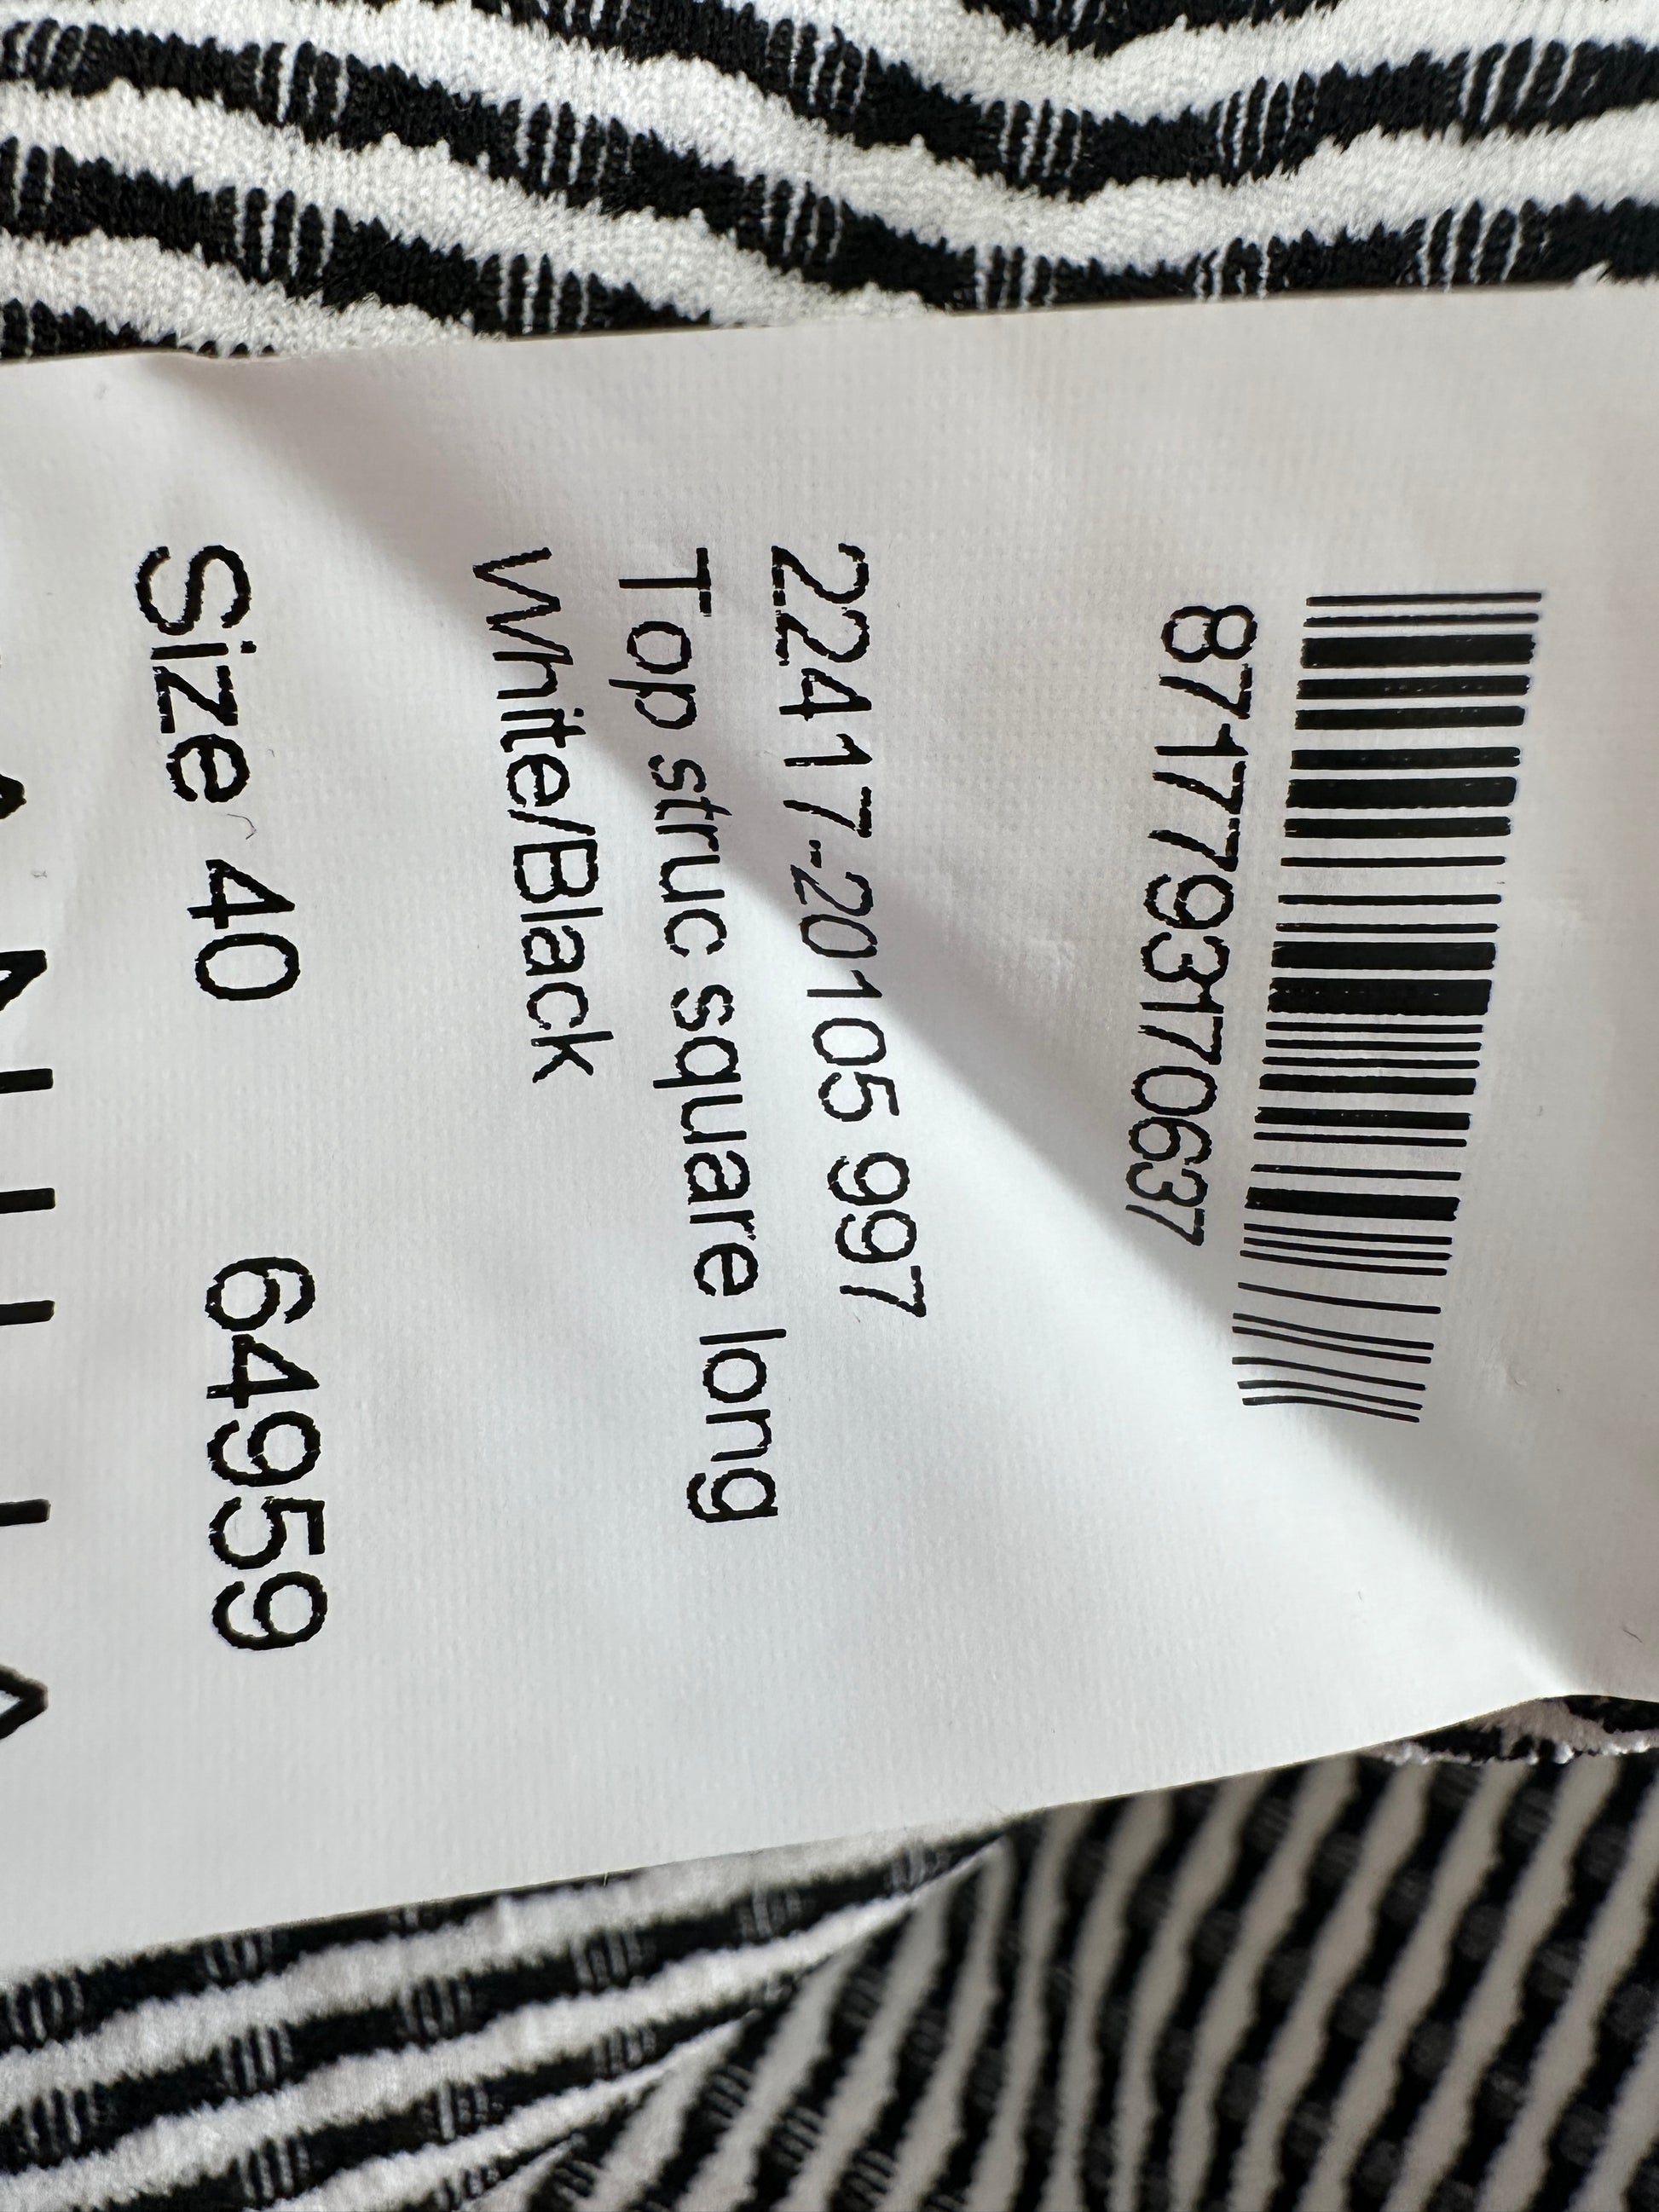 8717793170637
22417-20105 997
Top struc square long
White/Black
Size 40 64959